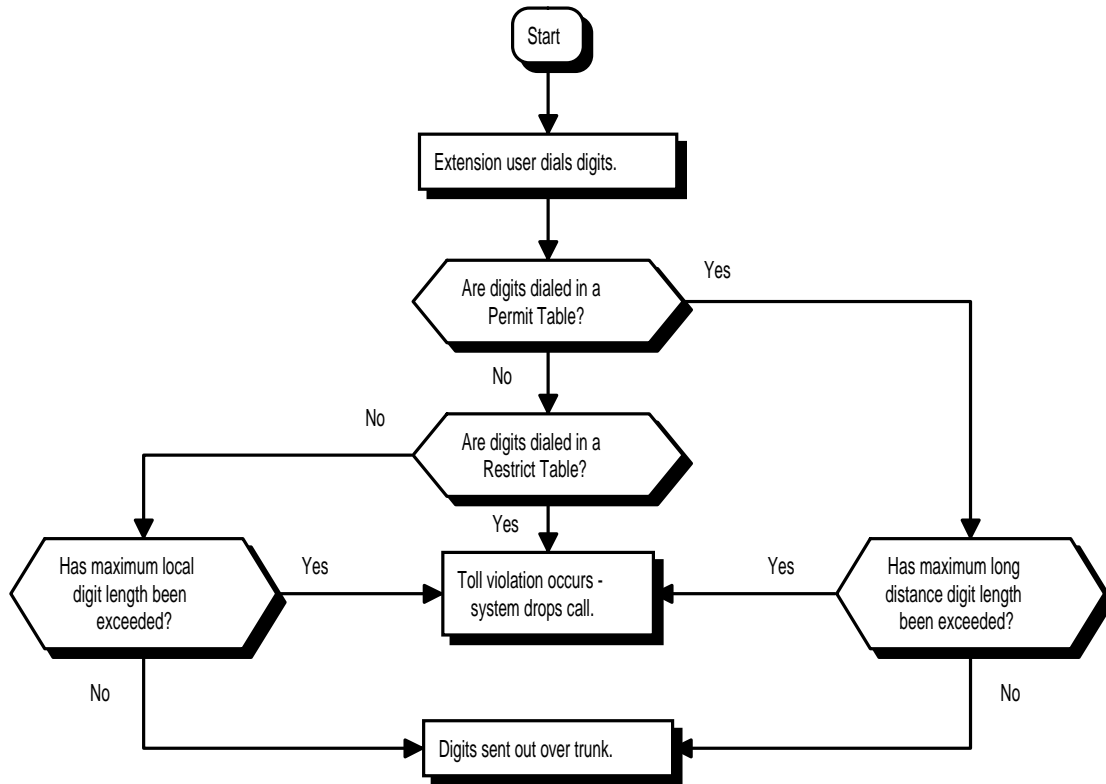 Start
Extension user dials digits.
Are digits dialed in a
Permit Table?
Yes
No
No
Are digits dialed in a
Restrict Table?
Yes
Has maximum local
digit length been
exceeded?
Yes
Toll violation occurs -
system drops call.
Yes
Has maximum long
distance digit length
been exceeded?
No
No
Digits sent out over trunk.